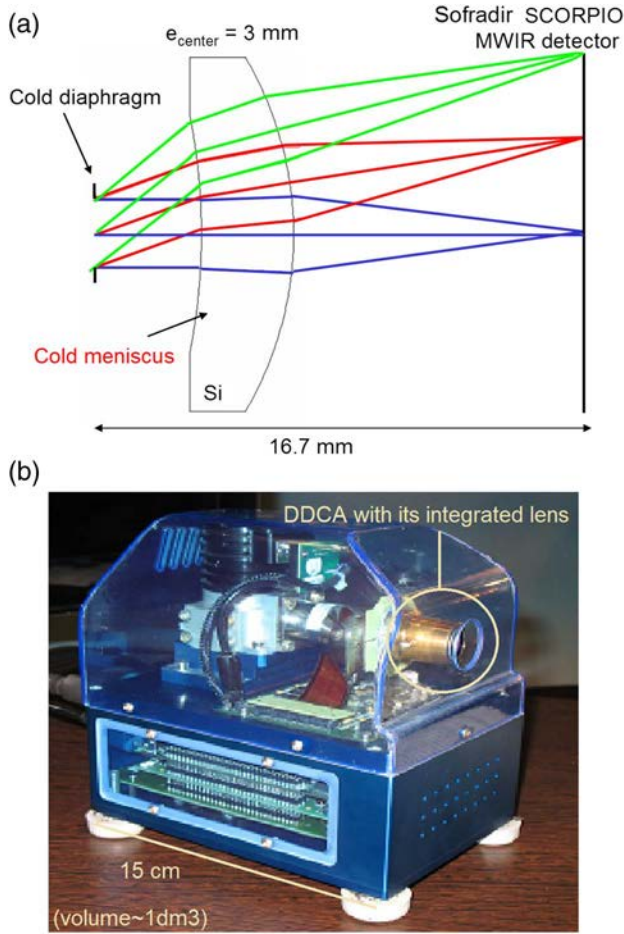 (a)
e_center = 3 mm
Sofradir SCORPIO
MWIR detector
Cold diaphragm
Cold meniscus
Si
16.7 mm
(b)
DDCA with its integrated lens
15 cm
(volume~1dm3)